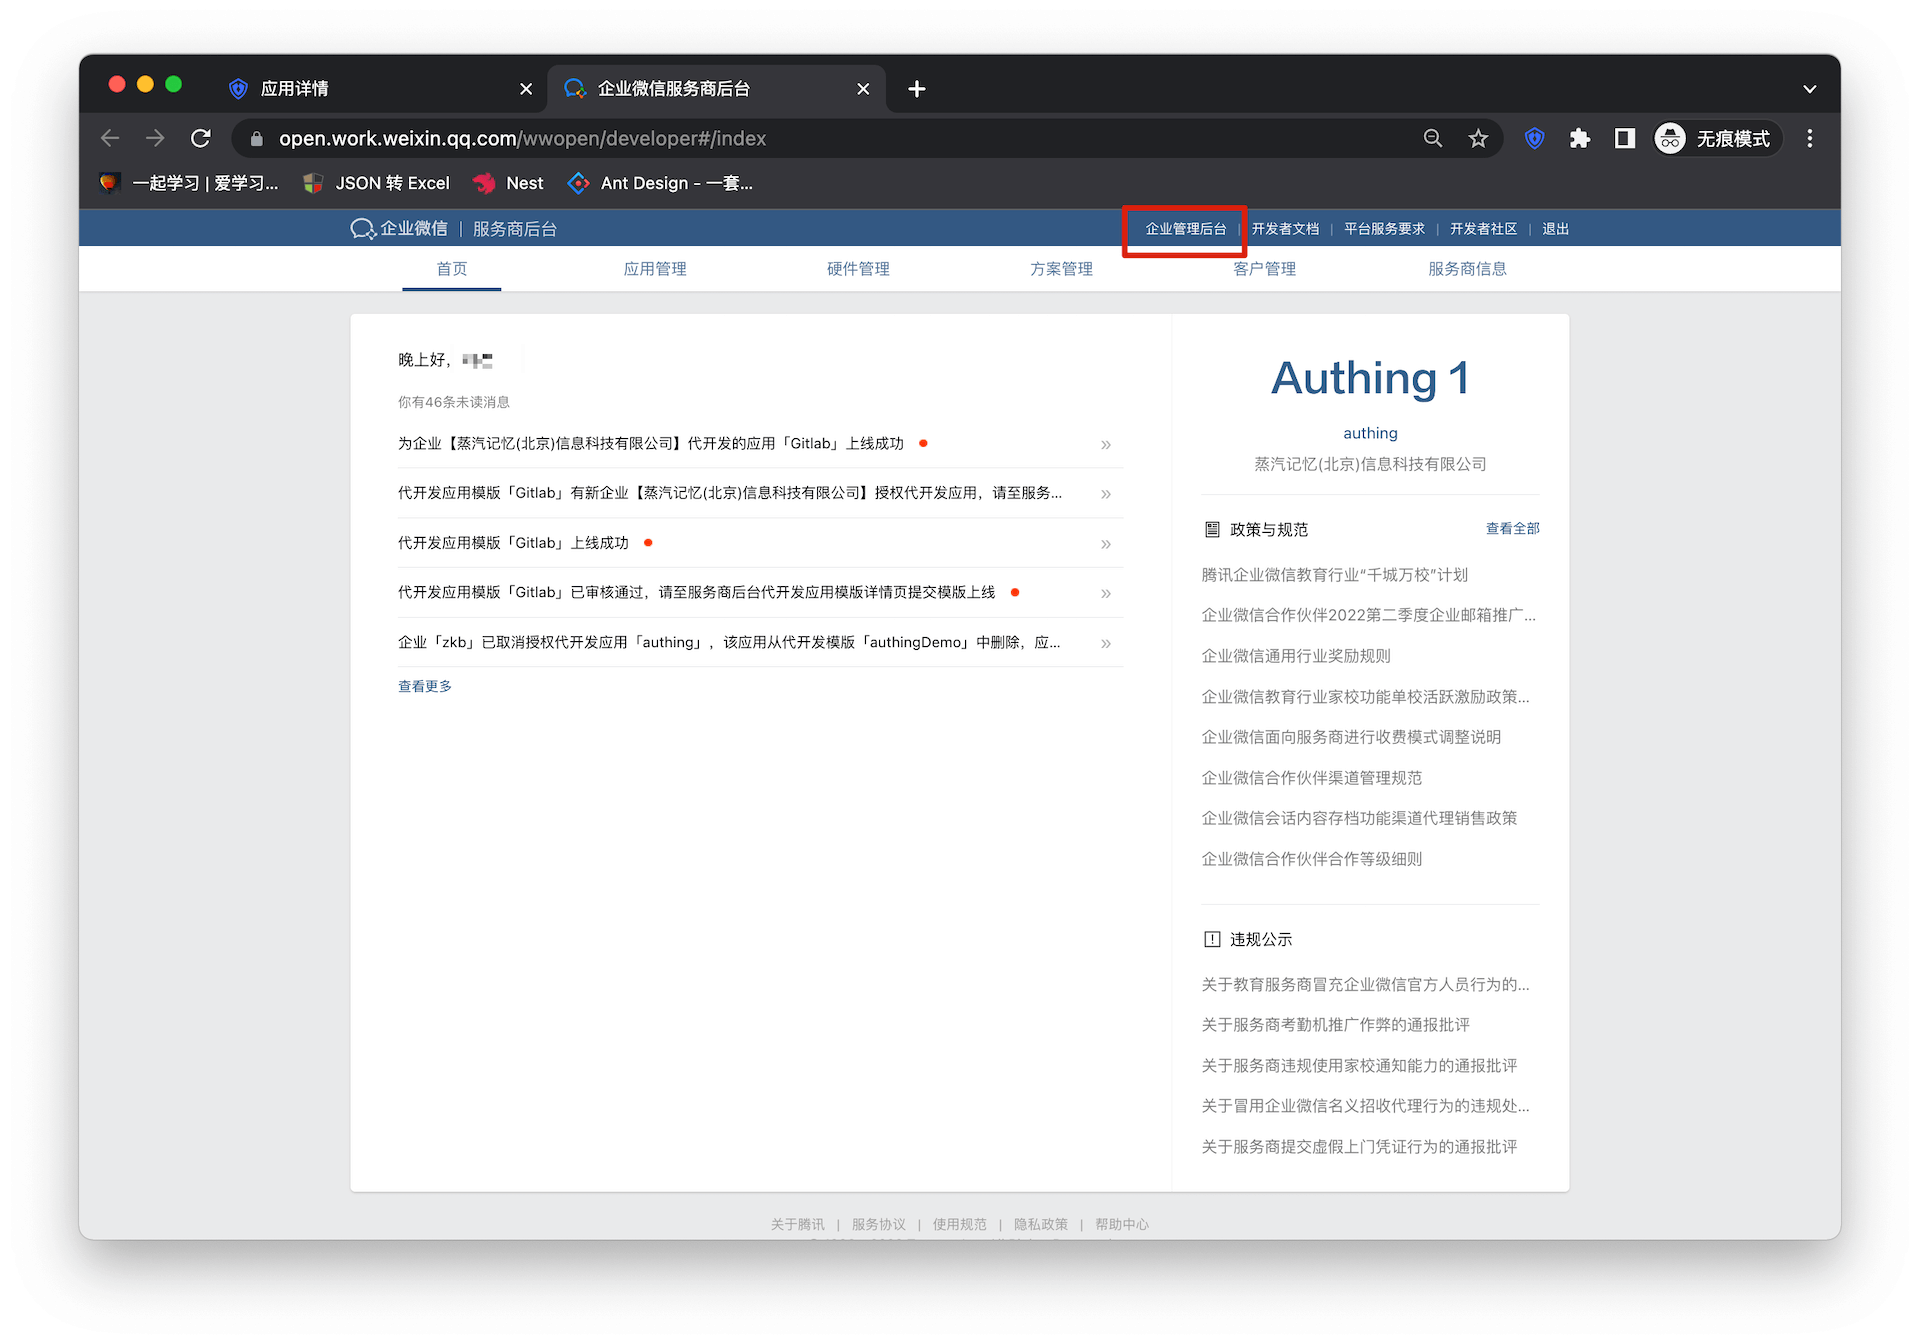 应用详情
企业微信服务商后台
open.work.weixin.qq.com/wwopen/developer#/index
无痕模式
一起学习 | 爱学习...
JSON 转 Excel
Nest
Ant Design - 一套...
企业微信 | 服务商后台
企业管理后台 | 开发者文档 | 平台服务要求 | 开发者社区 | 退出
首页
应用管理
硬件管理
方案管理
客户管理
服务商信息
晚上好，
你有46条未读消息
为企业【蒸汽记忆(北京)信息科技有限公司】代开发的应用「Gitlab」上线成功
代开发应用模版「Gitlab」有新企业【蒸汽记忆(北京)信息科技有限公司】授权代开发应用，请至服务...
代开发应用模版「Gitlab」上线成功
代开发应用模版「Gitlab」已审核通过，请至服务商后台代开发应用模版详情页提交模版上线
企业「zkb」已取消授权代开发应用「authing」，该应用从代开发模版「authingDemo」中删除，应...
查看更多
Authing 1
authing
蒸汽记忆(北京)信息科技有限公司
政策与规范
查看全部
腾讯企业微信教育行业“千城万校”计划
企业微信合作伙伴2022第二季度企业邮箱推广...
企业微信通用行业奖励规则
企业微信教育行业家校功能单校活跃激励政策...
企业微信面向服务商进行收费模式调整说明
企业微信合作伙伴渠道管理规范
企业微信会话内容存档功能渠道代理销售政策
企业微信合作伙伴合作等级细则
违规公示
关于教育服务商冒充企业微信官方人员行为的...
关于服务商考勤机推广作弊的通报批评
关于服务商违规使用家校通知能力的通报批评
关于冒用企业微信名义招收代理行为的违规处...
关于服务商提交虚假上门凭证行为的通报批评
关于腾讯 | 服务协议 | 使用规范 | 隐私政策 | 帮助中心